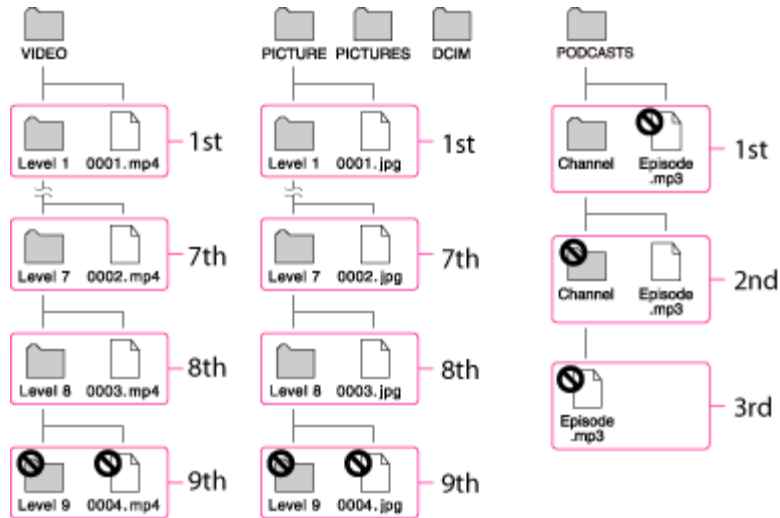 VIDEO
Level 1 0001.mp4
1st
Level 7 0002.mp4
7th
Level 8 0003.mp4
8th
Level 9 0004.mp4
9th
PICTURE PICTURES DCIM
Level 1 0001.jpg
1st
Level 7 0002.jpg
7th
Level 8 0003.jpg
8th
Level 9 0004.jpg
9th
PODCASTS
Channel Episode
.mp3
1st
Channel Episode
.mp3
2nd
Episode
.mp3
3rd